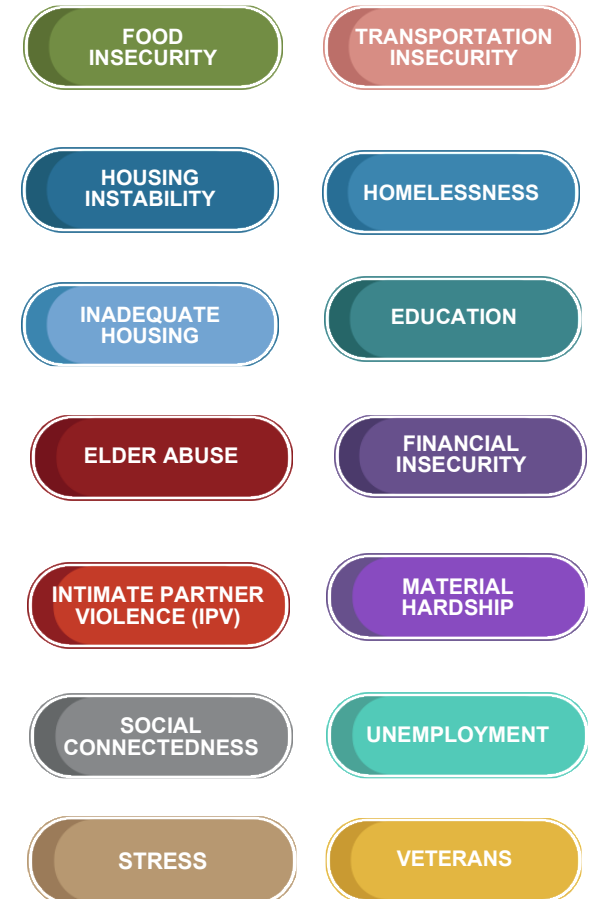 FOOD
INSECURITY
TRANSPORTATION
INSECURITY
HOUSING
INSTABILITY
HOMELESSNESS
INADEQUATE
HOUSING
EDUCATION
ELDER ABUSE
FINANCIAL
INSECURITY
INTIMATE PARTNER
VIOLENCE (IPV)
MATERIAL
HARDSHIP
SOCIAL
CONNECTEDNESS
UNEMPLOYMENT
STRESS
VETERANS